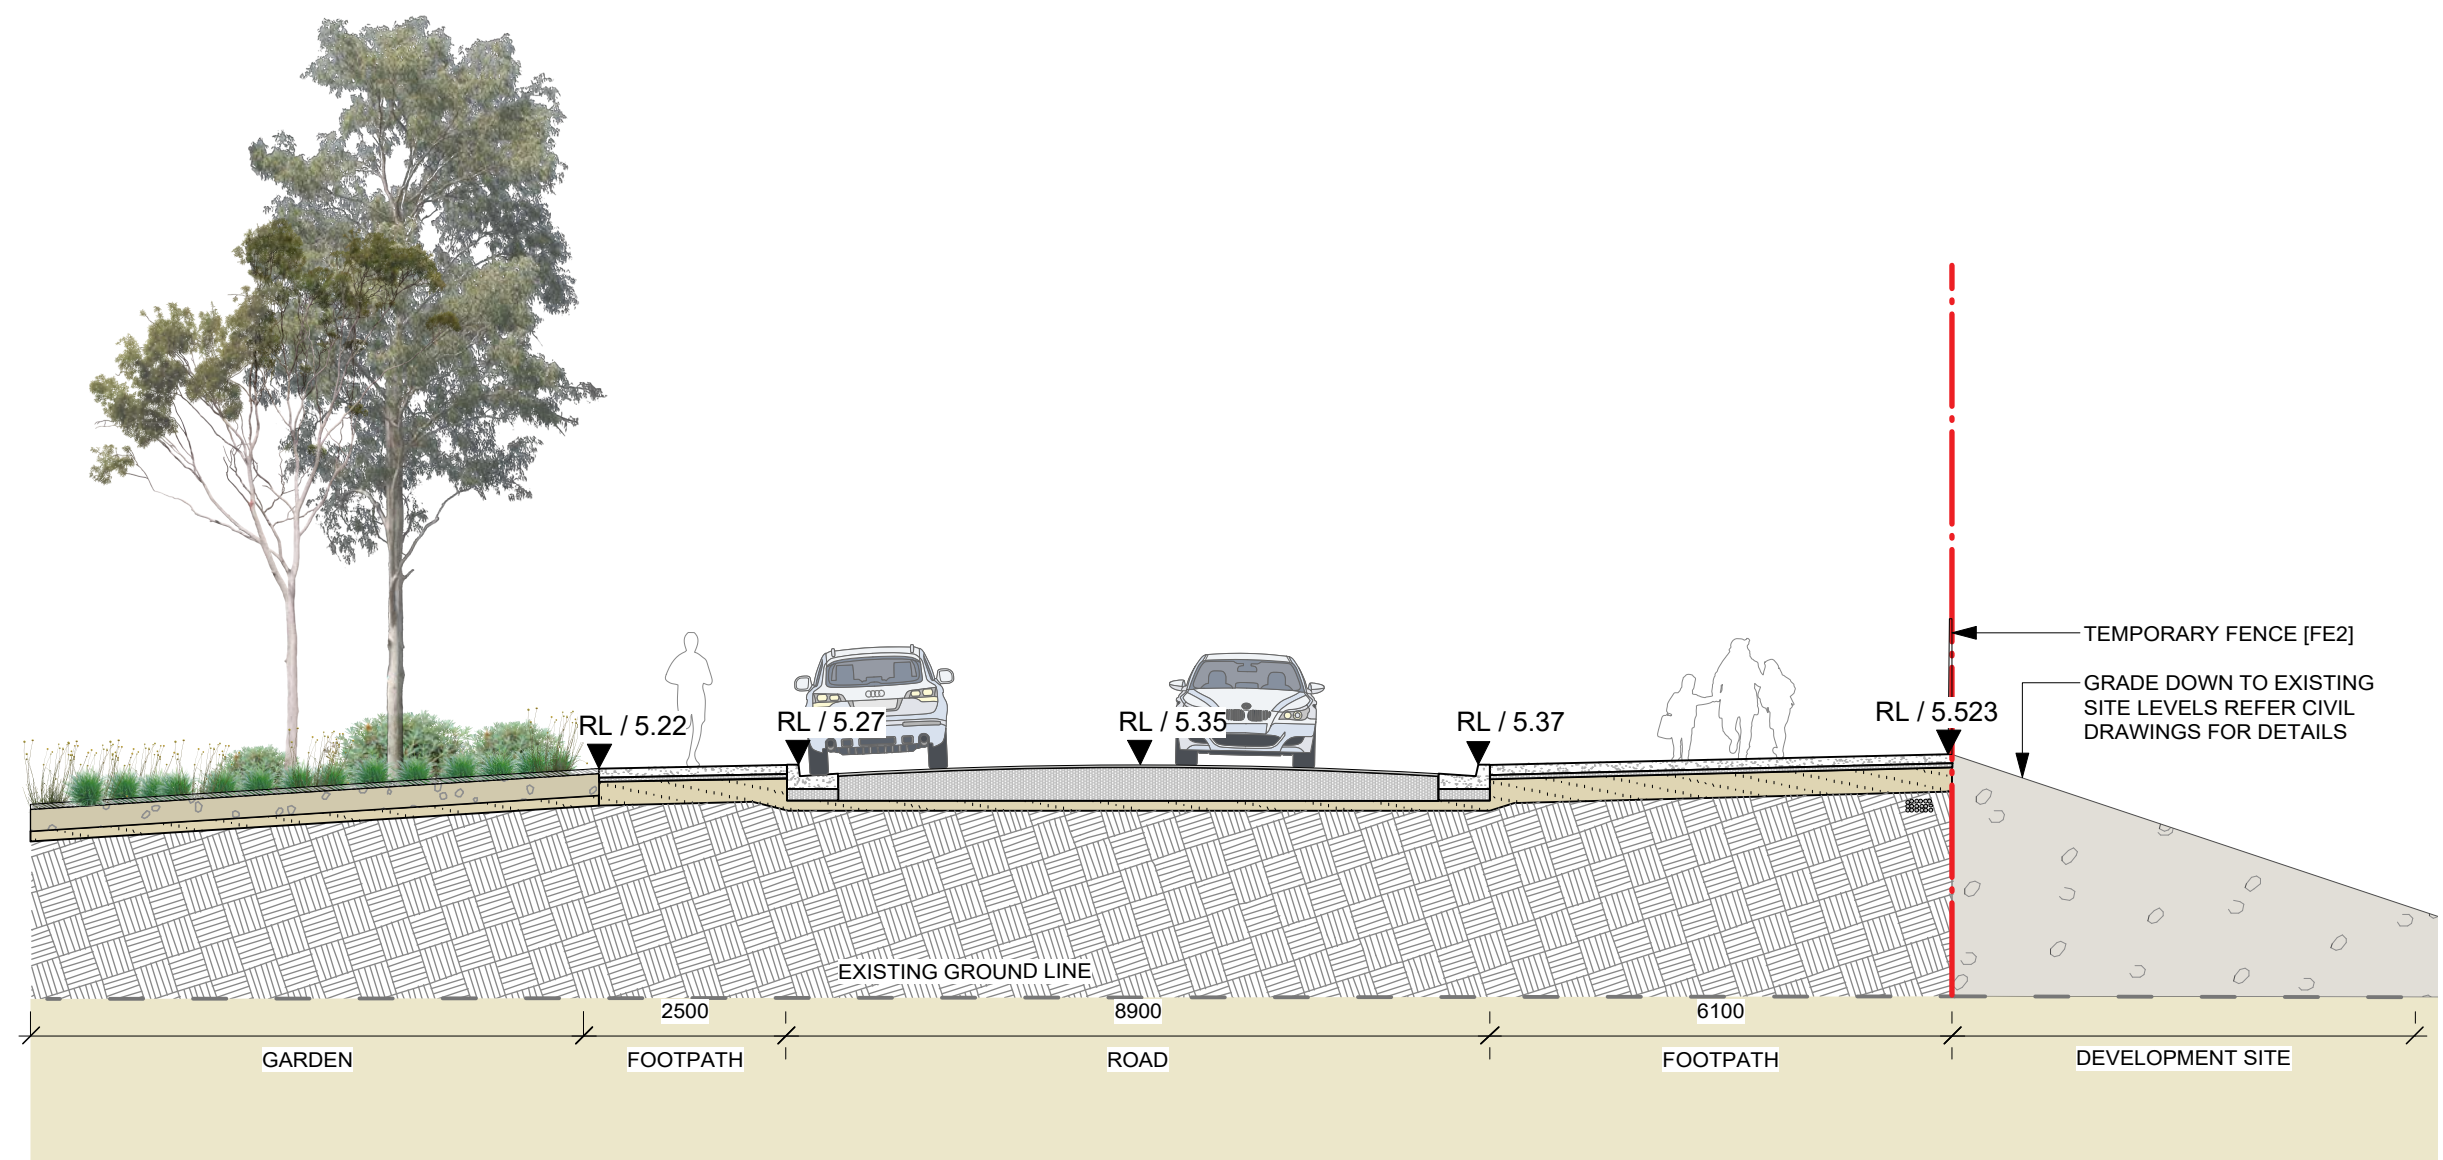 TEMPORARY FENCE [FE2]
GRADE DOWN TO EXISTING
SITE LEVELS REFER CIVIL
DRAWINGS FOR DETAILS
RL / 5.22
RL / 5.27
RL / 5.35
RL / 5.37
RL / 5.523
EXISTING GROUND LINE
2500
8900
6100
GARDEN
FOOTPATH
ROAD
FOOTPATH
DEVELOPMENT SITE